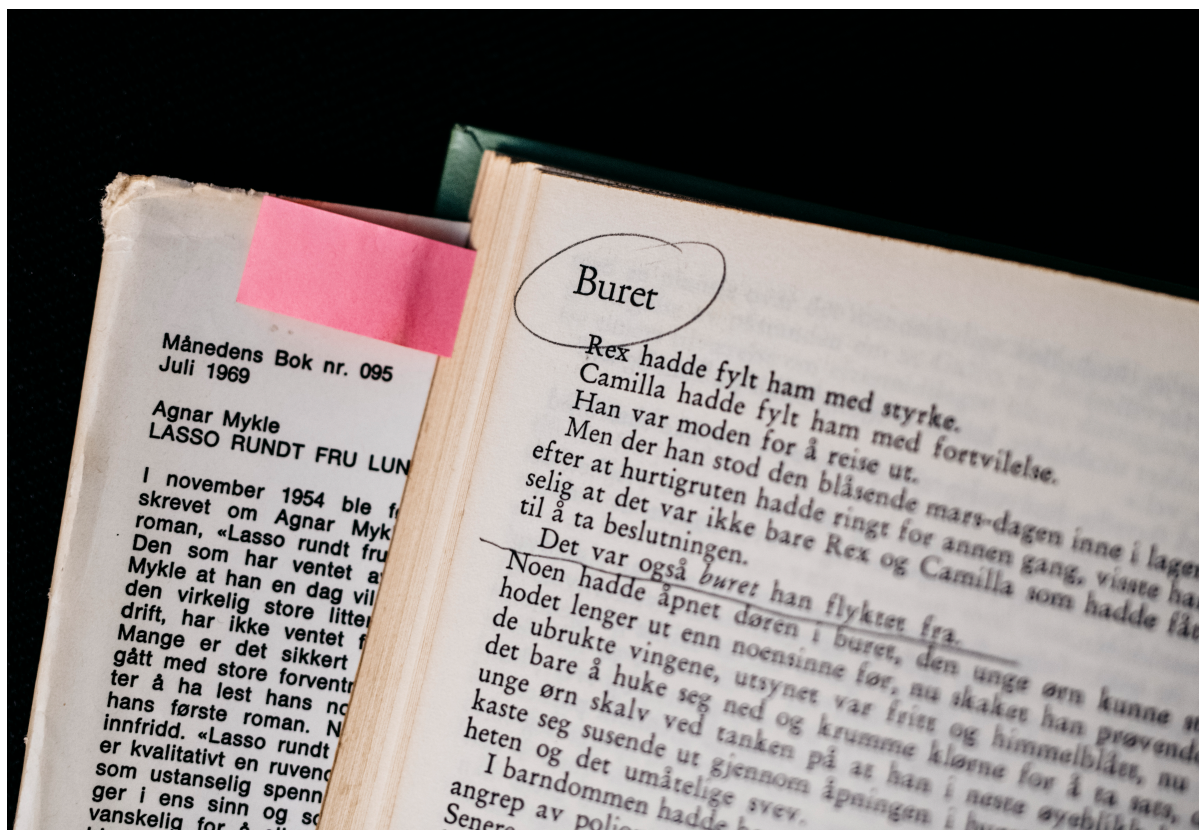 Månedens Bok nr. 095
Juli 1969
Agnar Mykle
LASSO RUNDT FRU LUN
I november 1954 ble
skrevet om Agnar Myk
roman, «Lasso rundt fru
Den som har ventet a
Mykle at han en dag vil
den virkelig store litter
drift, har ikke ventet f
Mange er det sikkert
gått med store forventr
ter å ha lest hans no
hans første roman. N
innfridd. «Lasso rundt
er kvalitativt en ruvend
som ustanselig spenn
ger i ens sinn og so
vanskelig for å
Buret
Rex hadde fylt ham med styrke.
Camilla hadde fylt ham med fortvilelse.
Han var moden for å reise ut.
Men der han stod den blåsende mars-dagen inne i lager
efter at hurtigruten hadde ringt for annen gang, visste ha
selig at det var ikke bare Rex og Camilla som hadde fåt
til å ta beslutningen.
Det var også buret han flyktet fra.
Noen hadde åpnet døren i buret, den unge ørn kunne
hodet lenger ut enn noensinne før, nu skaket han prøvend
de ubrukte vingene, utsynet var fritt og himmelblått, nu
det bare å huke seg ned og krumme klørne for å ta sats,
unge ørn skalv ved tanken på at han i neste øyeblikk
kaste seg susende ut gjennom åpningen i bur
heten og det umåtelige svev.
I barndommen hadde
angrep av
Senere